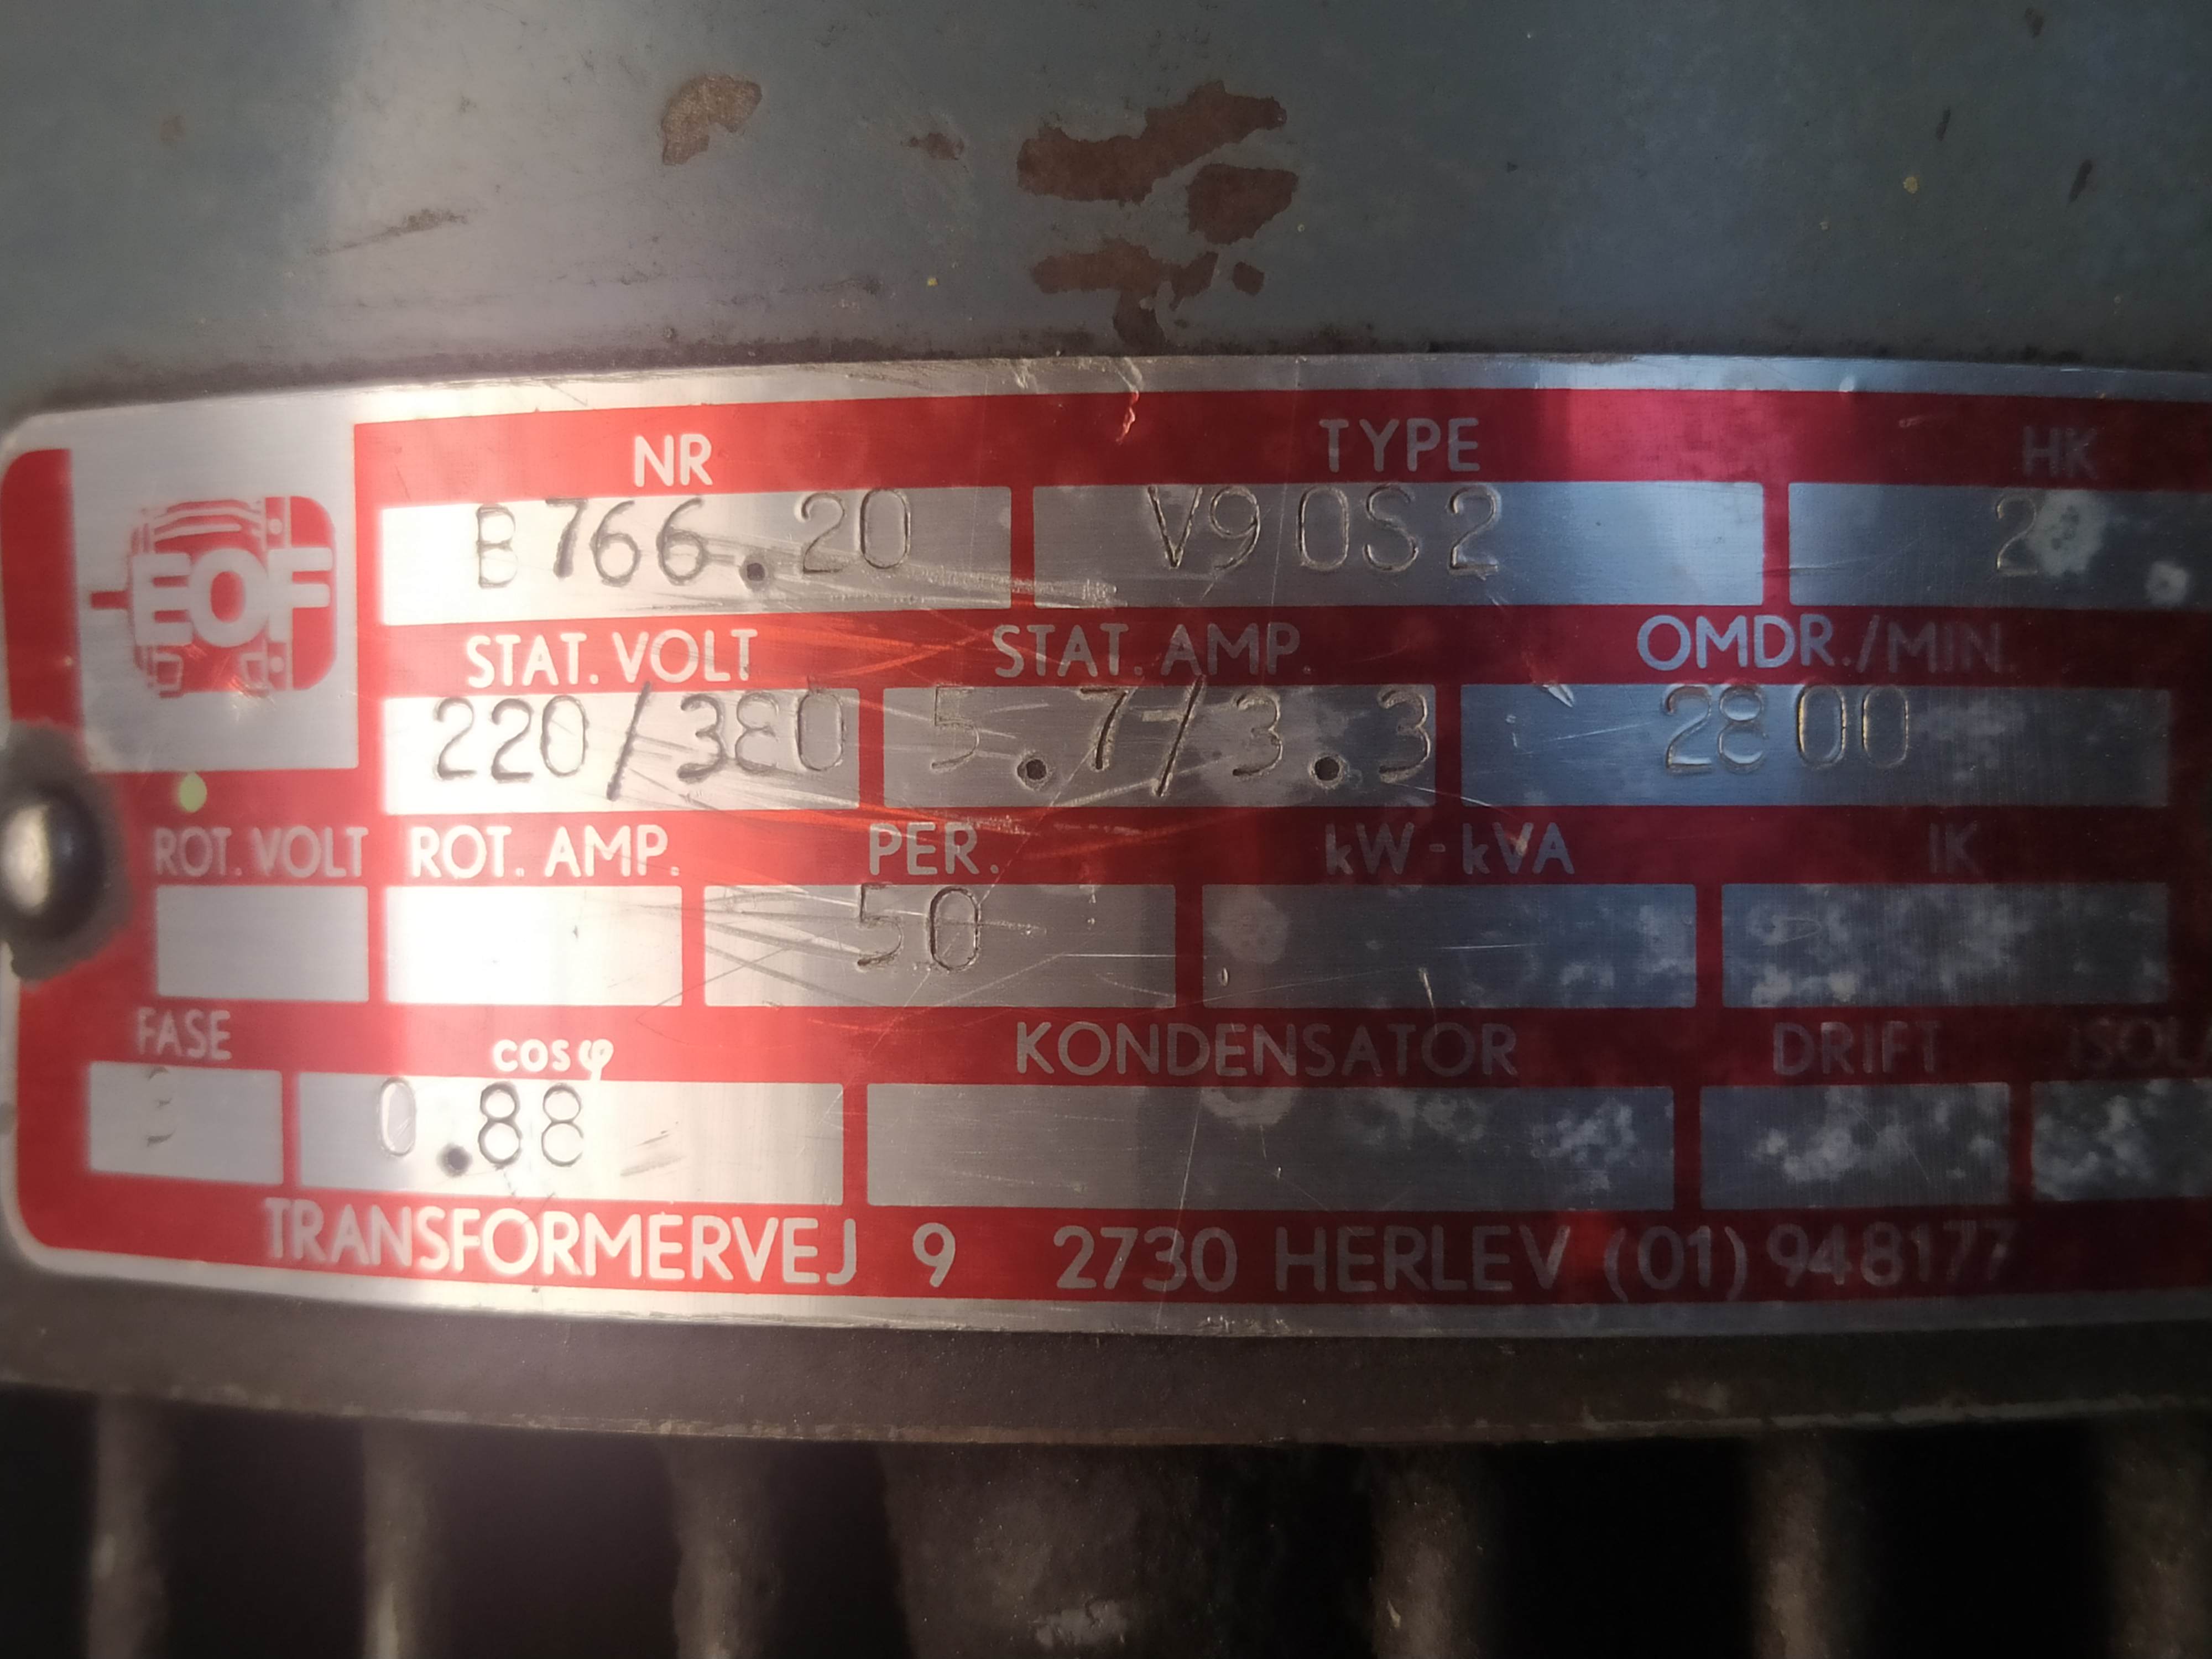 NR TYPE HK
EOF B766.20 V90S2 2
STAT. VOLT STAT. AMP. OMDR./MIN.
220/380 5.7/3.3 2800
ROT. VOLT ROT. AMP. PER. kW-kVA IK
50
FASE cos φ KONDENSATOR DRIFT
3 0.88
TRANSFORMERVEJ 9 2730 HERLEV (01) 948177